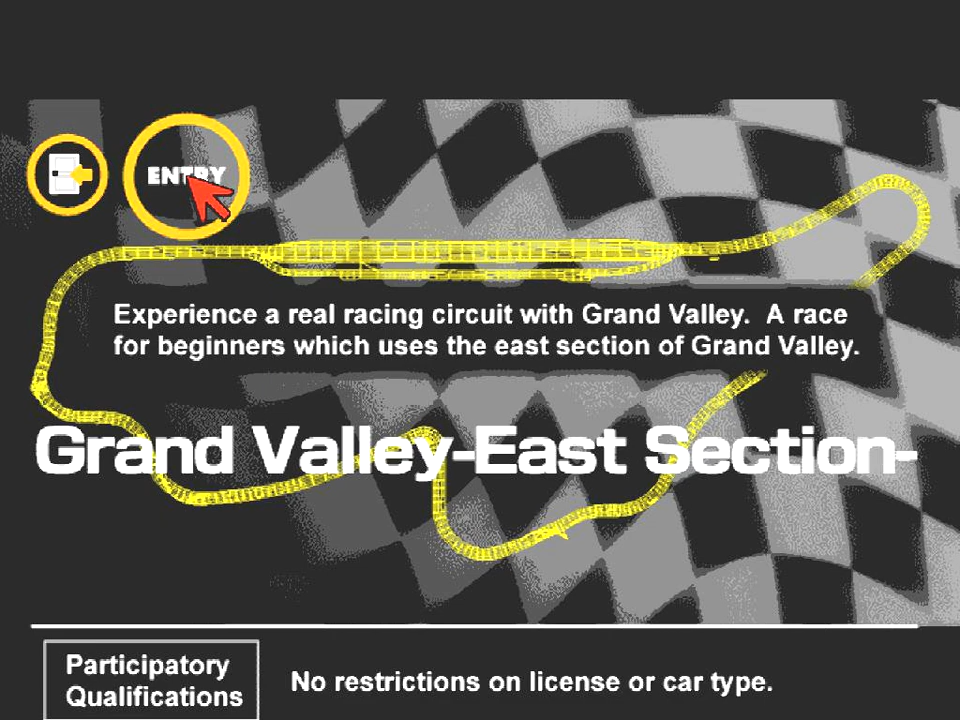 ENTRY
Experience a real racing circuit with Grand Valley. A race
for beginners which uses the east section of Grand Valley.
Grand Valley-East Section-
Participatory
Qualifications
No restrictions on license or car type.